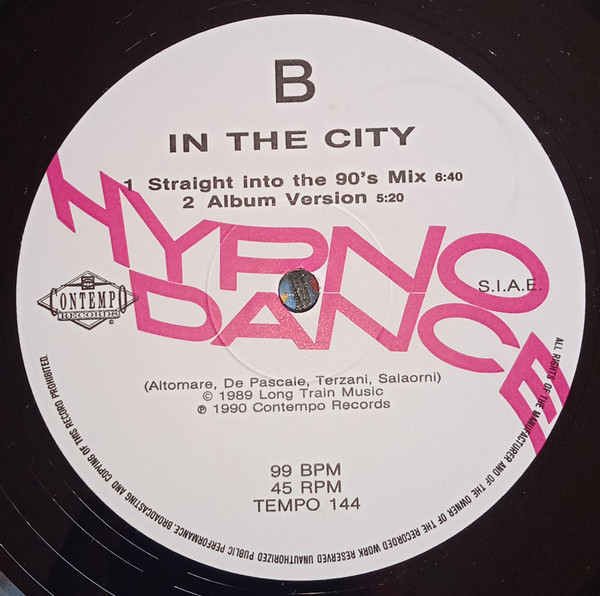 B
IN THE CITY
1 Straight into the 90's Mix 6:40
2 Album Version 5:20
HYPNO
DANCE
S.I.A.E.
CONTEMPO
RECORDS
(Altomare, De Pascale, Terzani, Salaorni)
© 1989 Long Train Music
℗ 1990 Contempo Records
99 BPM
45 RPM
TEMPO 144
ALL RIGHTS OF THE MANUFACTURER AND OF THE OWNER OF THE RECORDED WORK RESERVED UNAUTHORIZED PUBLIC PERFORMANCE, BROADCASTING AND COPYING OF THIS RECORD PROHIBITED